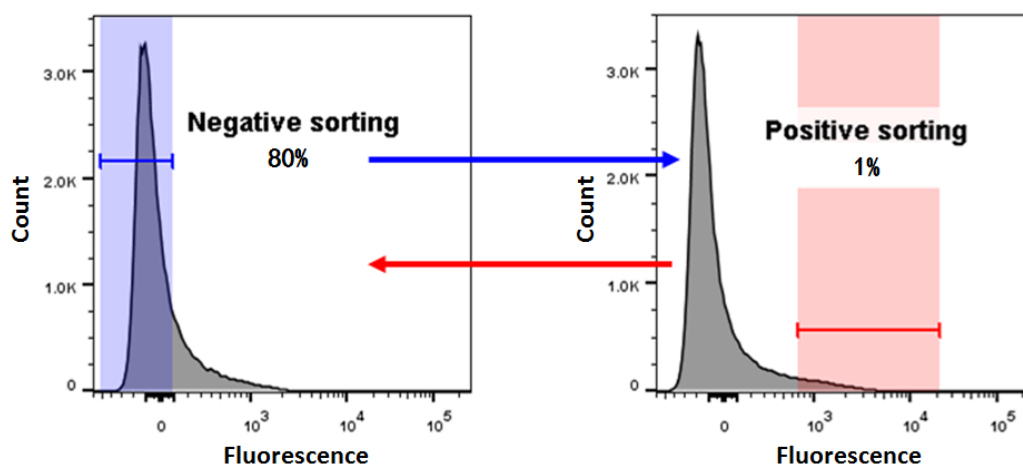 3.0K
2.0K
1.0K
0
Count
Negative sorting
80%
0
10³
10⁴
10⁵
Fluorescence
3.0K
2.0K
1.0K
0
Count
Positive sorting
1%
0
10³
10⁴
10⁵
Fluorescence